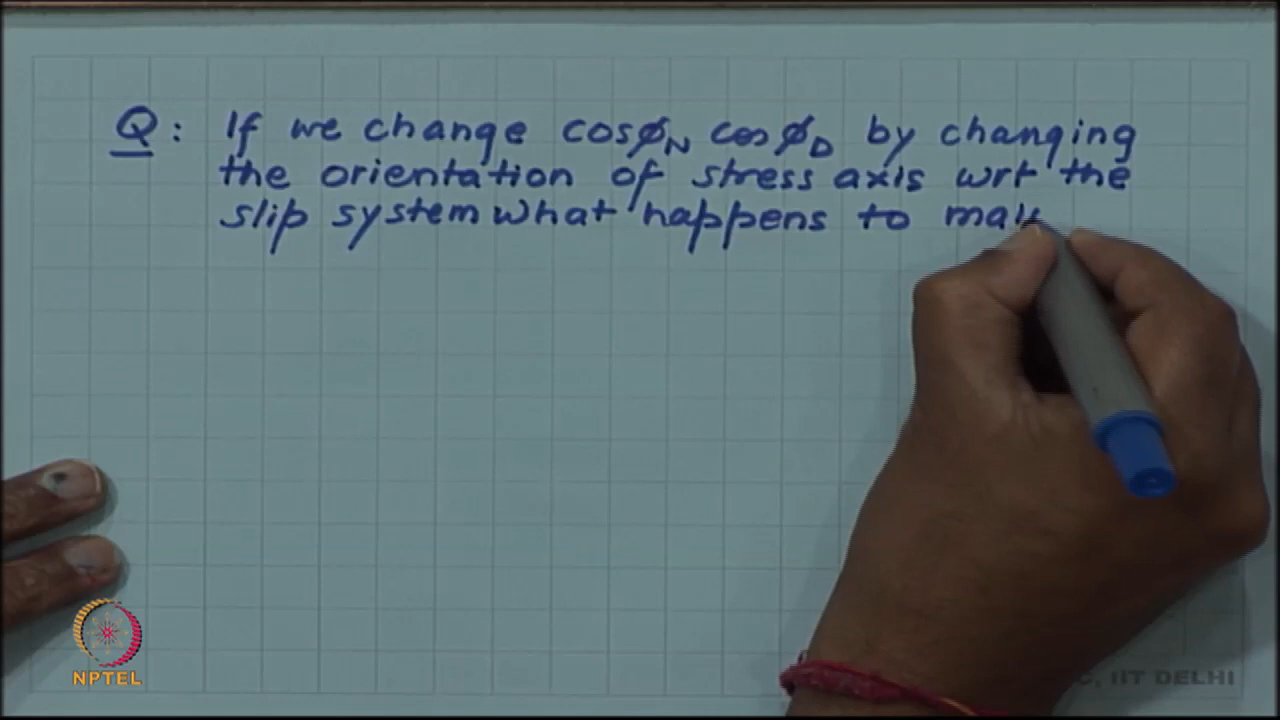 Q: If we change cosϕN cosϕD by changing
the orientation of stress axis wrt the
slip system what happens to
NPTEL
C, IIT DELHI